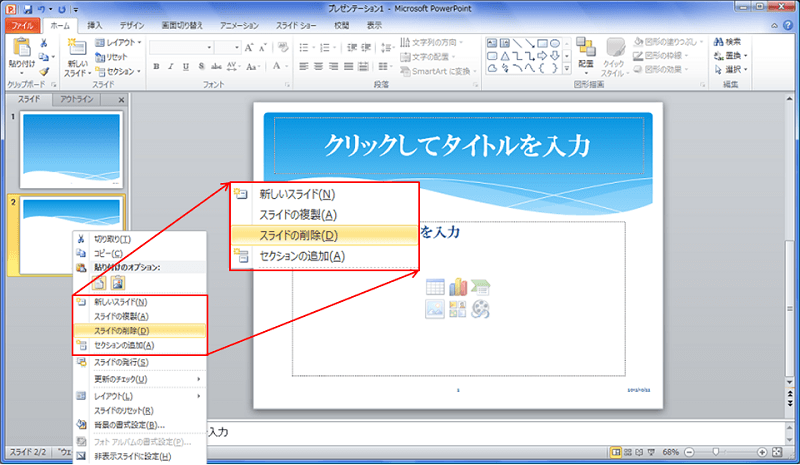 プレゼンテーション1 - Microsoft PowerPoint
ファイル ホーム 挿入 デザイン 画面切り替え アニメーション スライド ショー 校閲 表示
貼り付け
クリップボード
新しい
スライド
レイアウト
リセット
セクション
スライド
B I U S abc AV Aa A
フォント
文字列の方向
文字の配置
SmartArt に変換
段落
配置
クイック
スタイル
図形の塗りつぶし
図形の枠線
図形の効果
図形描画
検索
置換
選択
編集
スライド アウトライン
1
2
クリックしてタイトルを入力
を入力
新しいスライド(N)
スライドの複製(A)
スライドの削除(D)
セクションの追加(A)
切り取り(T)
コピー(C)
貼り付けのオプション:
新しいスライド(N)
スライドの複製(A)
スライドの削除(D)
セクションの追加(A)
スライドの発行(S)
更新のチェック(U)
レイアウト(L)
スライドのリセット(R)
背景の書式設定(B)...
フォト アルバムの書式設定(P)...
非表示スライドに設定(H)
入力
スライド 2/2
68%